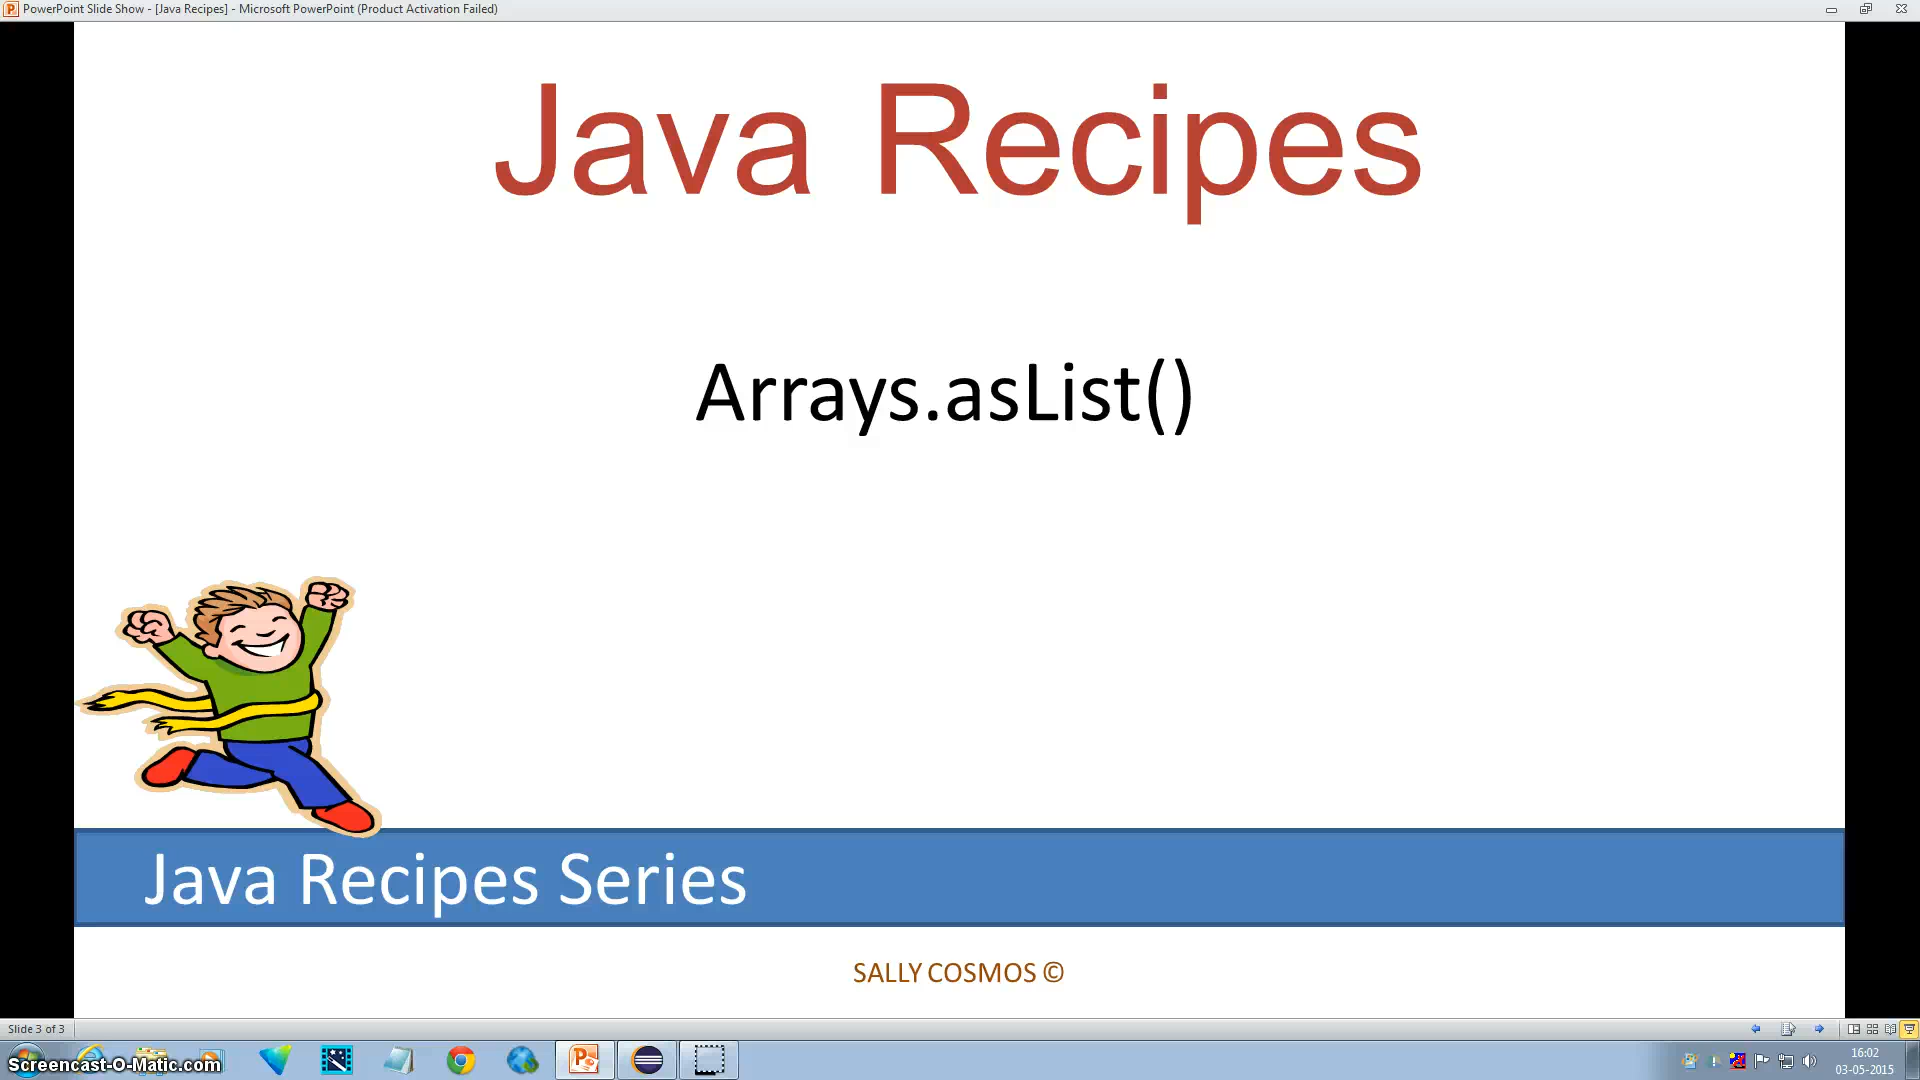 PowerPoint Slide Show - [Java Recipes] - Microsoft PowerPoint (Product Activation Failed)
Java Recipes
Arrays.asList()
Java Recipes Series
SALLY COSMOS ©
Slide 3 of 3
Screencast-O-Matic.com
16:02
03-05-2015